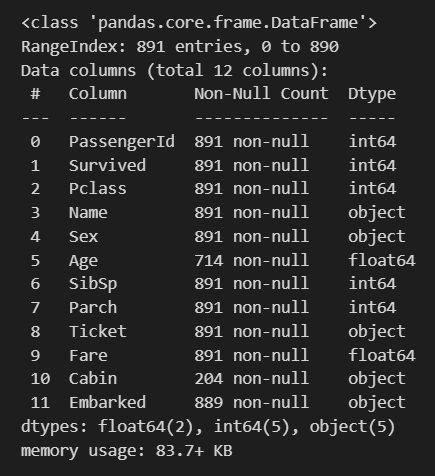 <class 'pandas.core.frame.DataFrame'>
RangeIndex: 891 entries, 0 to 890
Data columns (total 12 columns):
 #   Column       Non-Null Count  Dtype
---  ------       --------------  -----
 0   PassengerId  891 non-null    int64
 1   Survived     891 non-null    int64
 2   Pclass       891 non-null    int64
 3   Name         891 non-null    object
 4   Sex          891 non-null    object
 5   Age          714 non-null    float64
 6   SibSp        891 non-null    int64
 7   Parch        891 non-null    int64
 8   Ticket       891 non-null    object
 9   Fare         891 non-null    float64
 10  Cabin        204 non-null    object
 11  Embarked     889 non-null    object
dtypes: float64(2), int64(5), object(5)
memory usage: 83.7+ KB